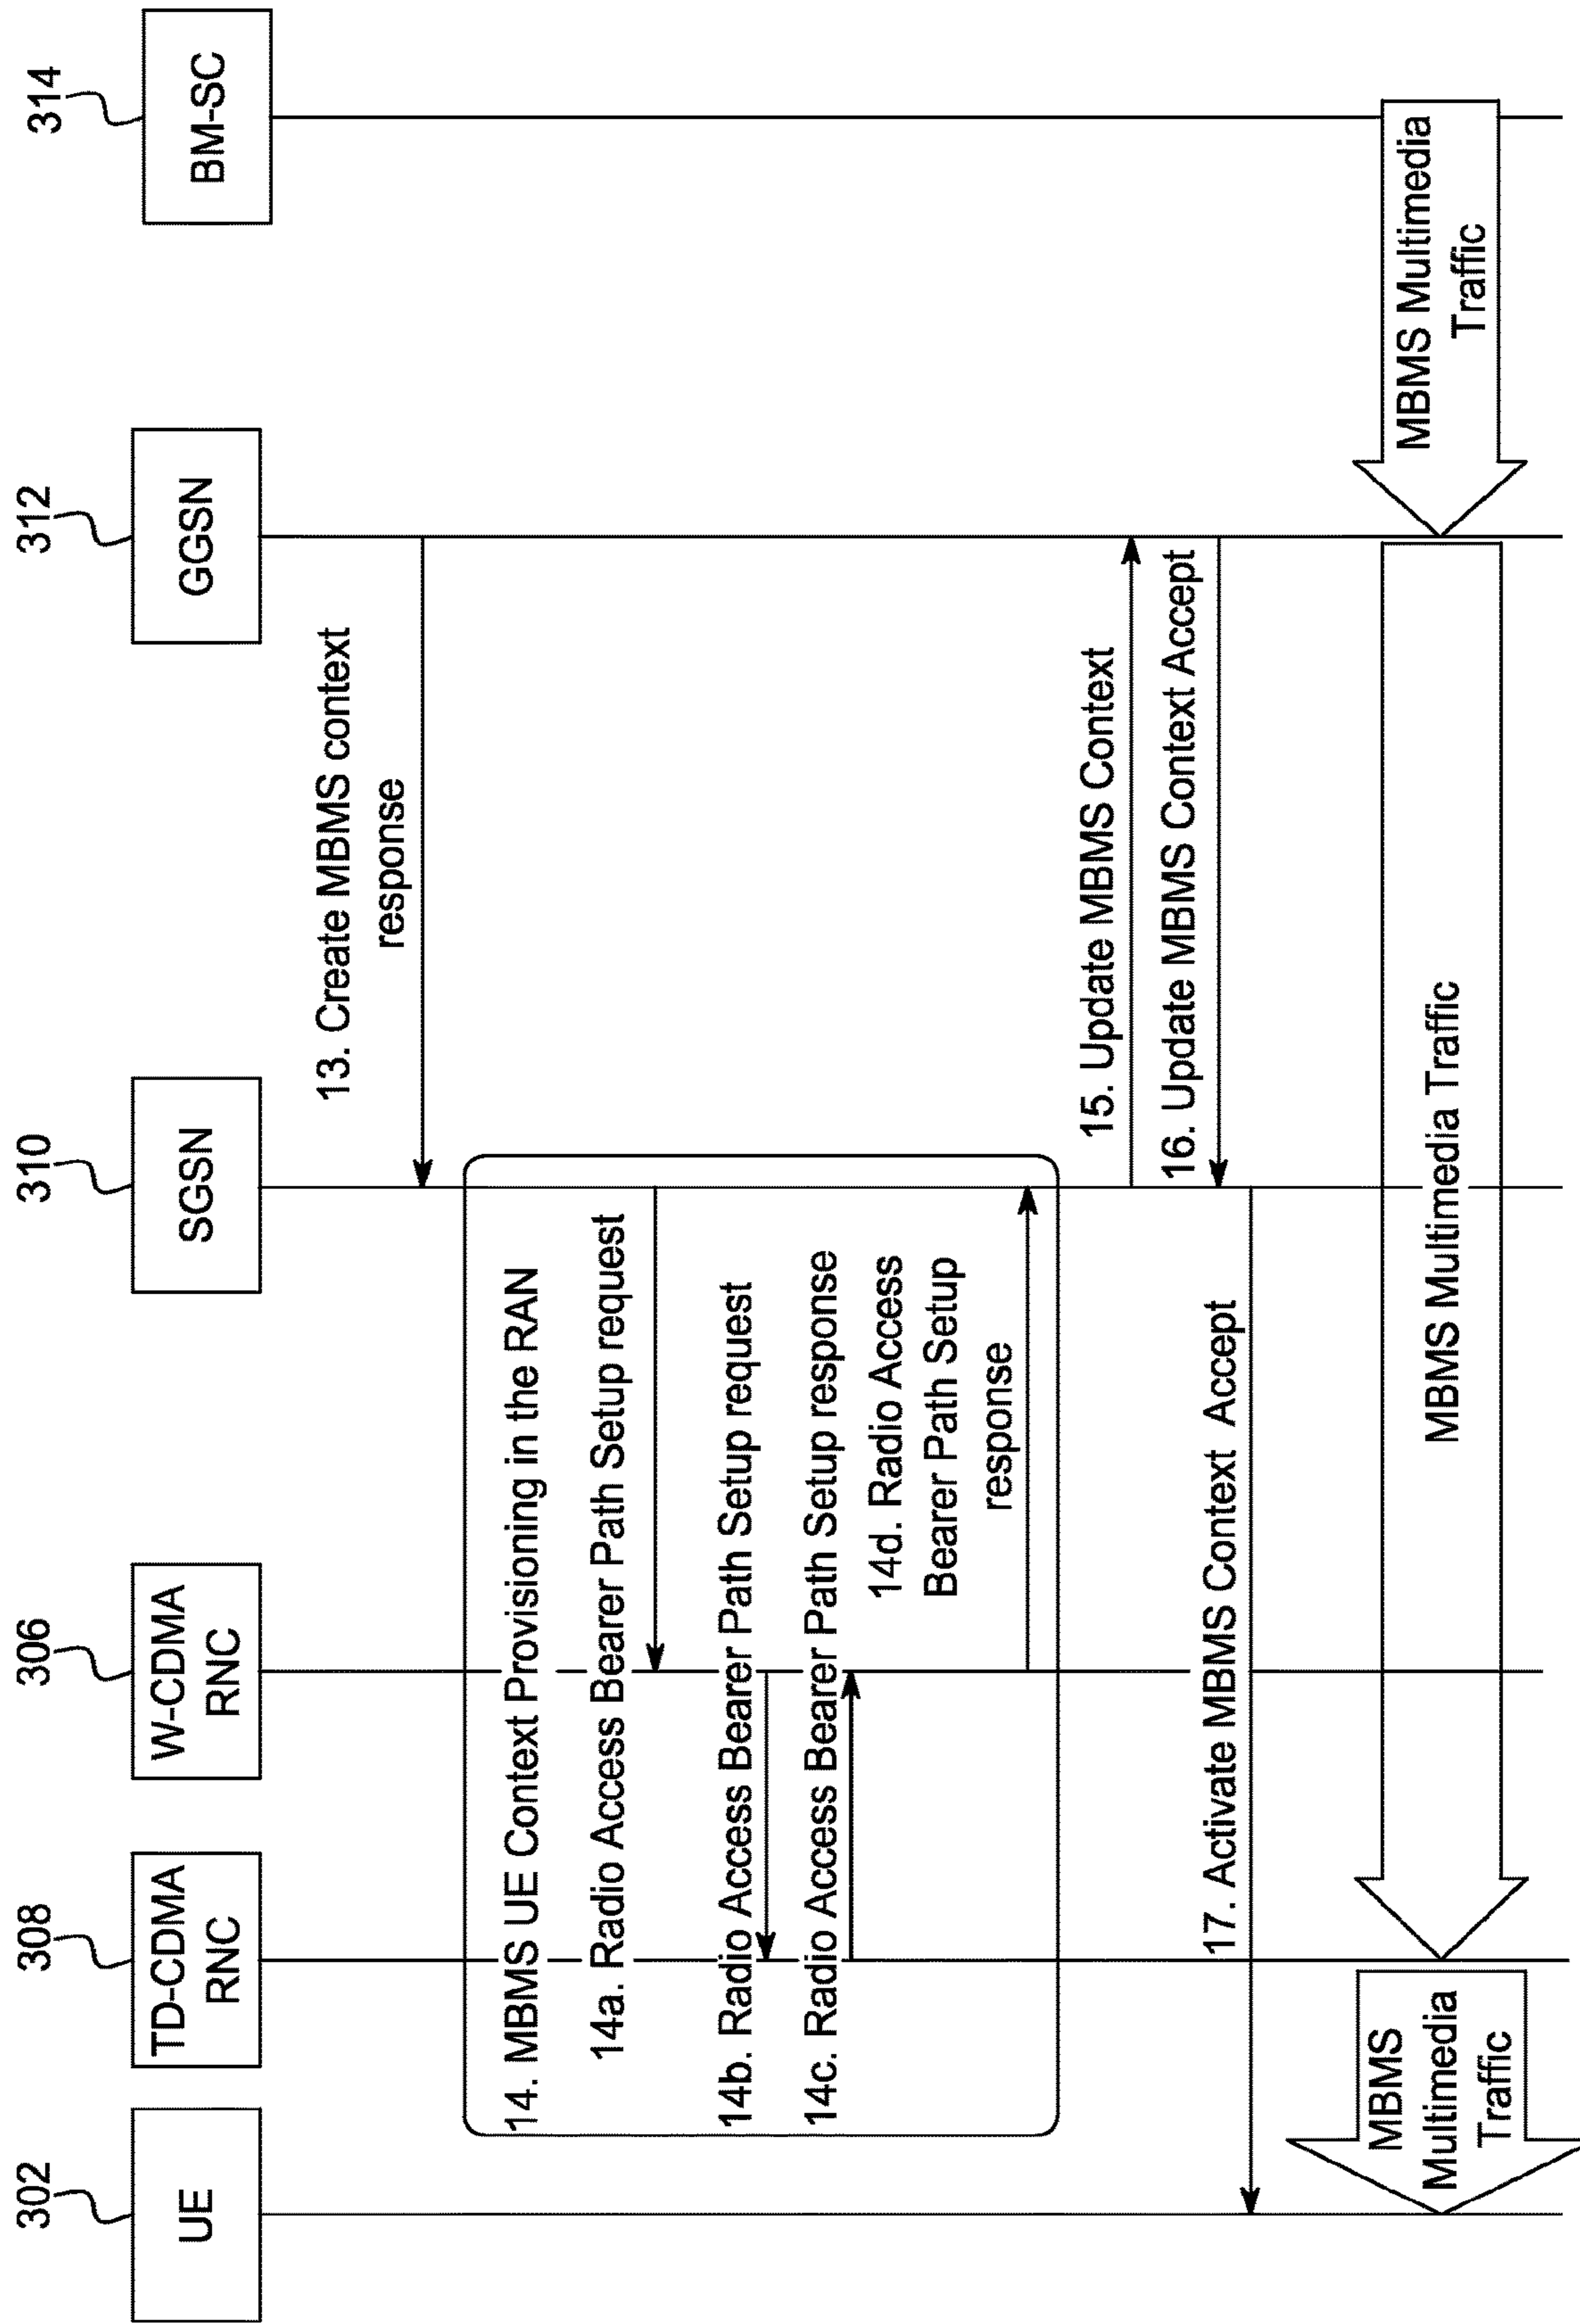 302
308
306
310
312
314
UE
TD-CDMA
RNC
W-CDMA
RNC
SGSN
GGSN
BM-SC
13. Create MBMS context
response
14. MBMS UE Context Provisioning in the RAN
14a. Radio Access Bearer Path Setup request
14b. Radio Access Bearer Path Setup request
14c. Radio Access Bearer Path Setup response
14d. Radio Access
Bearer Path Setup
response
15. Update MBMS Context
16. Update MBMS Context Accept
17. Activate MBMS Context Accept
MBMS
Multimedia
Traffic
MBMS Multimedia Traffic
MBMS Multimedia
Traffic